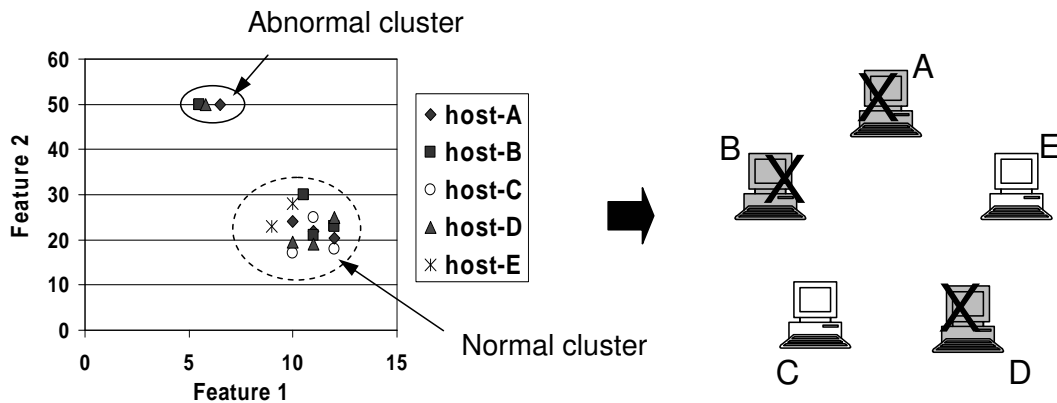 Abnormal cluster
60
50
40
30
20
10
0
0
5
10
15
Feature 2
Feature 1
host-A
host-B
host-C
host-D
host-E
Normal cluster
A
B
E
C
D